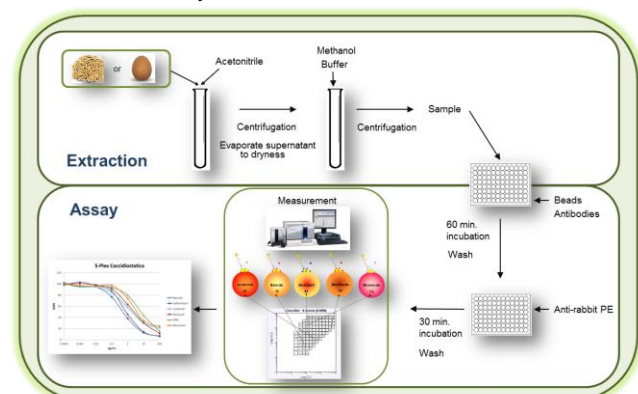 or
Acetonitrile
Methanol
Buffer
Centrifugation
Evaporate supernatant
to dryness
Centrifugation
Sample
Extraction
Assay
Measurement
Beads
Antibodies
60 min.
incubation
Wash
Anti-rabbit PE
30 min.
incubation
Wash
5-Plex Coccidiostatics